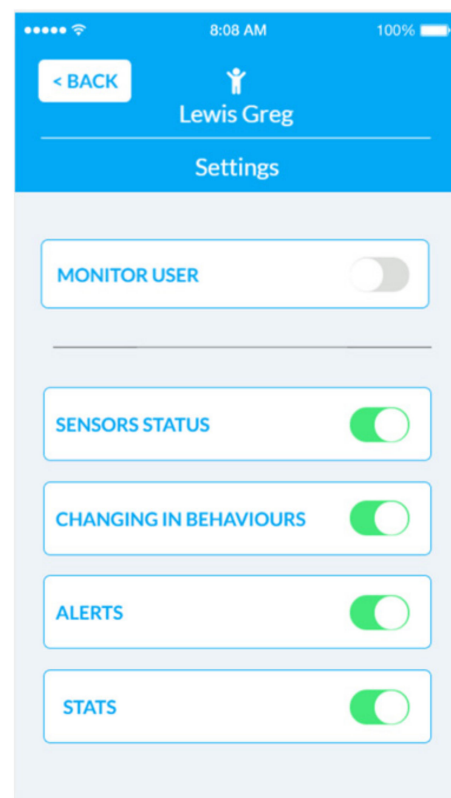 8:08 AM 100%
< BACK
Lewis Greg
Settings
MONITOR USER
SENSORS STATUS
CHANGING IN BEHAVIOURS
ALERTS
STATS